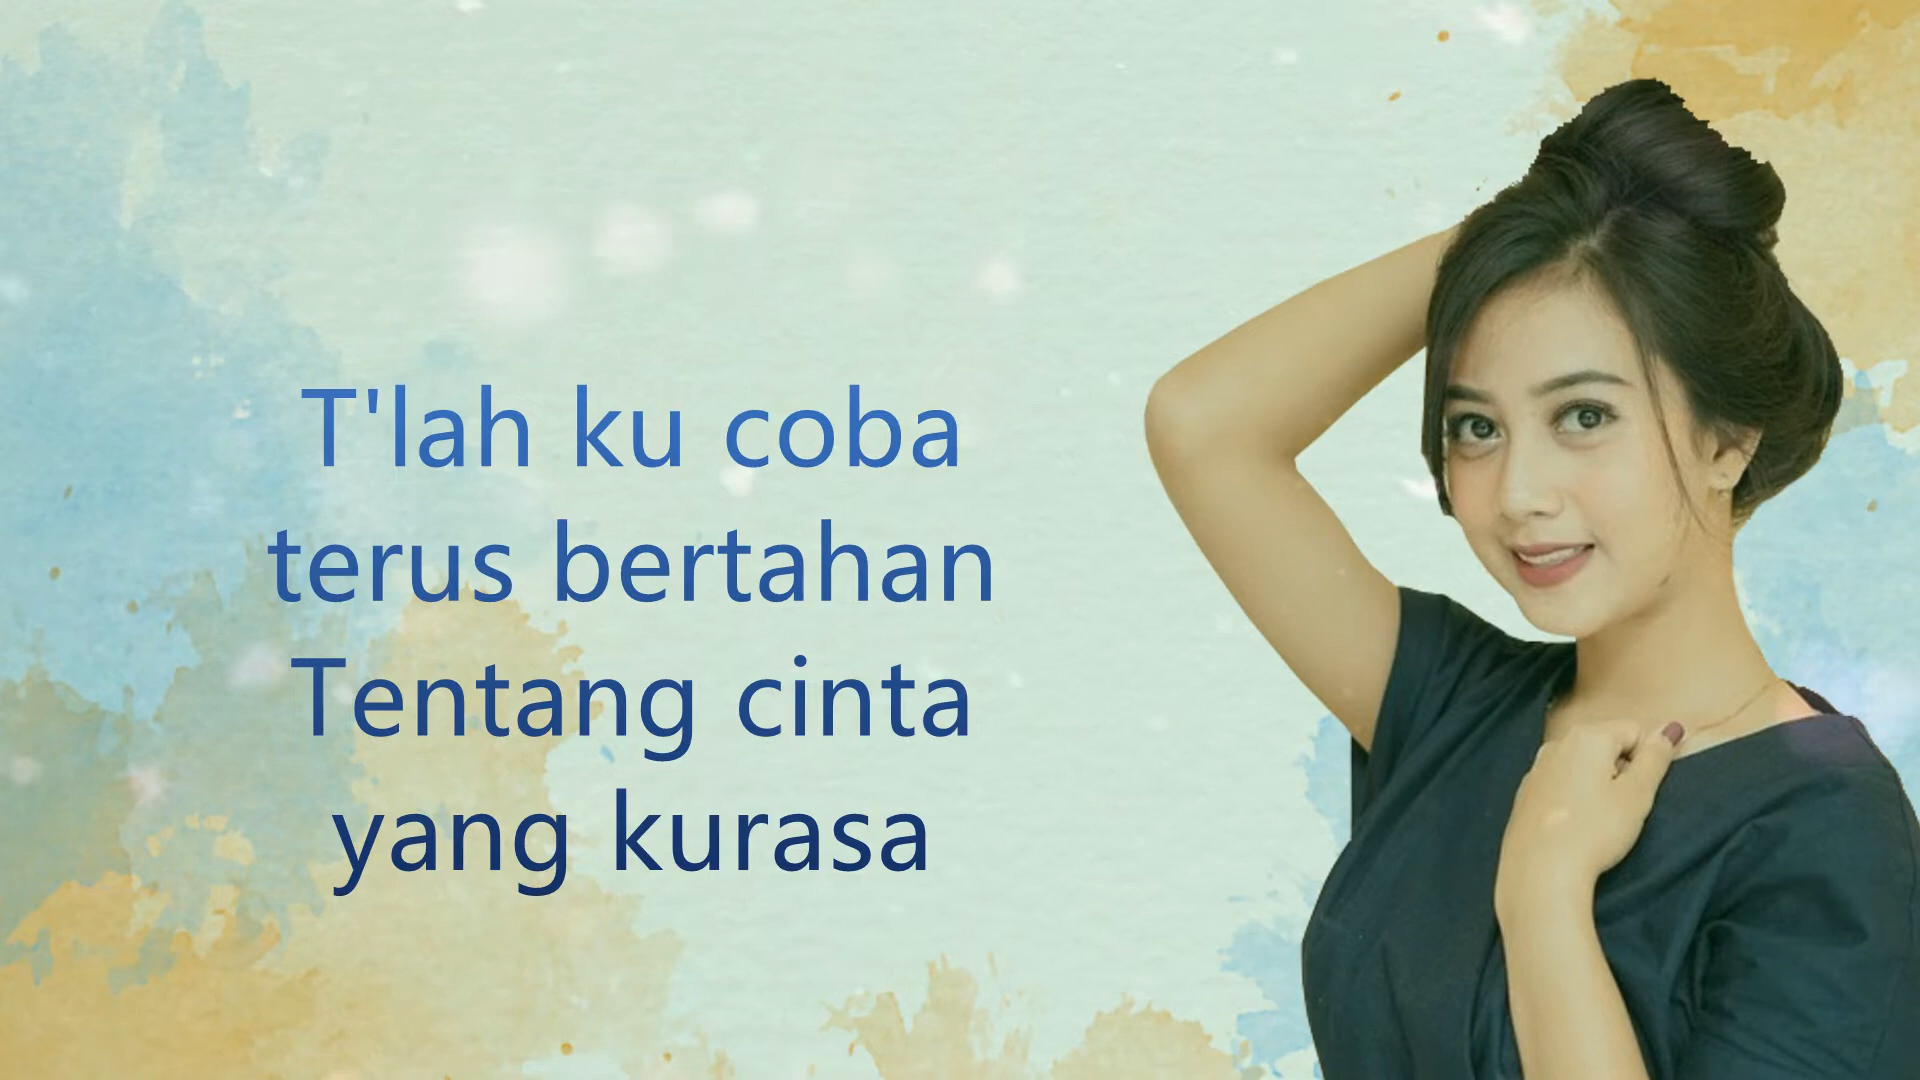 T'lah ku coba
terus bertahan
Tentang cinta
yang kurasa